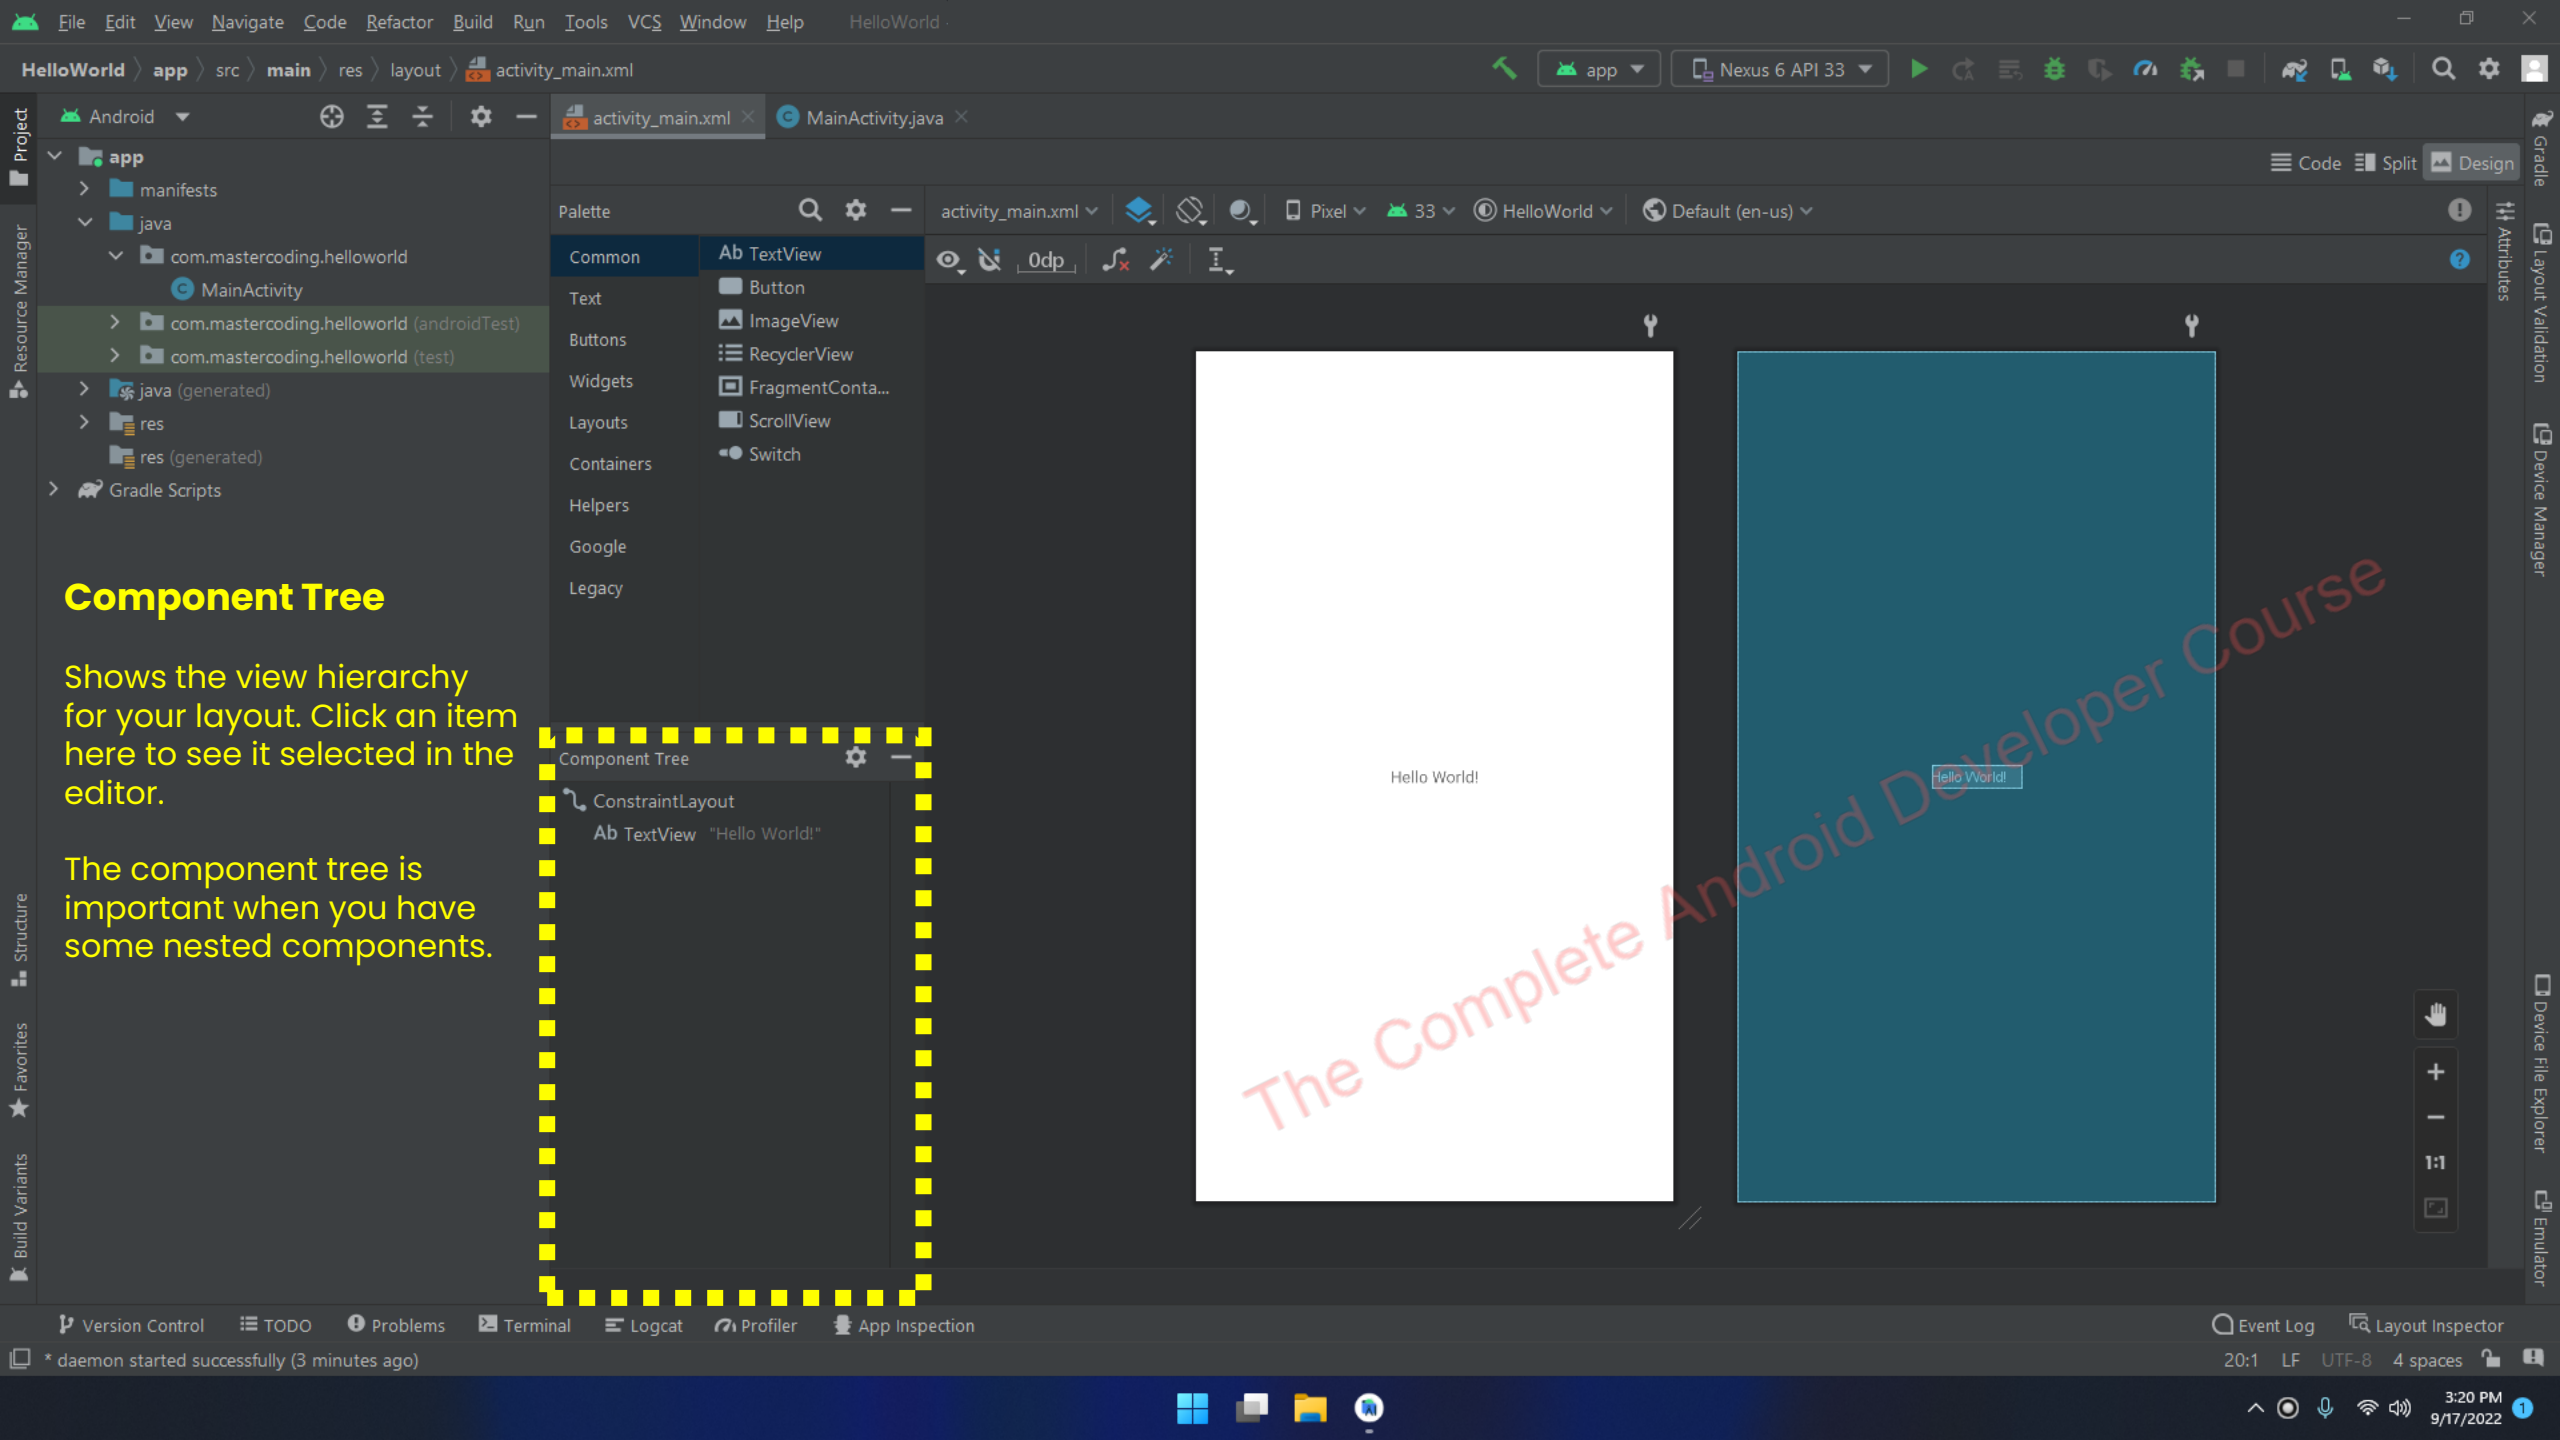 File Edit View Navigate Code Refactor Build Run Tools VCS Window Help HelloWorld -
HelloWorld app src main res layout activity_main.xml
app Nexus 6 API 33
Project
Resource Manager
Structure
Favorites
Build Variants
Android
app
manifests
java
com.mastercoding.helloworld
MainActivity
com.mastercoding.helloworld (androidTest)
com.mastercoding.helloworld (test)
java (generated)
res
res (generated)
Gradle Scripts
Component Tree
Shows the view hierarchy
for your layout. Click an item
here to see it selected in the
editor.
The component tree is
important when you have
some nested components.
activity_main.xml MainActivity.java
Code Split Design
Palette
Common
Text
Buttons
Widgets
Layouts
Containers
Helpers
Google
Legacy
Ab TextView
Button
ImageView
RecyclerView
FragmentConta...
ScrollView
Switch
activity_main.xml Pixel 33 HelloWorld Default (en-us)
0dp
Component Tree
ConstraintLayout
Ab TextView "Hello World!"
Hello World!
Hello World!
The Complete Android Developer Course
1:1
Attributes
Gradle
Layout Validation
Device Manager
Device File Explorer
Emulator
Version Control TODO Problems Terminal Logcat Profiler App Inspection
Event Log Layout Inspector
* daemon started successfully (3 minutes ago)
20:1 LF UTF-8 4 spaces
3:20 PM
9/17/2022
1